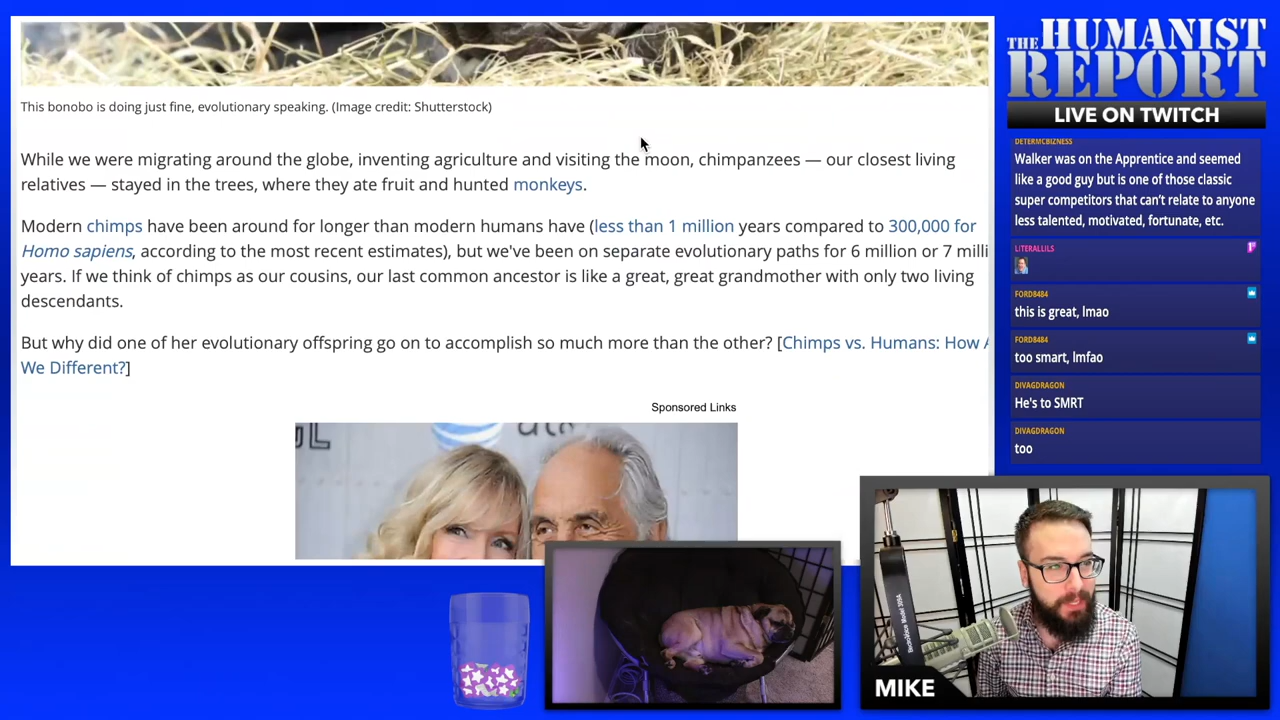 This bonobo is doing just fine, evolutionary speaking. (Image credit: Shutterstock)
While we were migrating around the globe, inventing agriculture and visiting the moon, chimpanzees — our closest living
relatives — stayed in the trees, where they ate fruit and hunted monkeys.
Modern chimps have been around for longer than modern humans have (less than 1 million years compared to 300,000 for
Homo sapiens, according to the most recent estimates), but we've been on separate evolutionary paths for 6 million or 7 milli
years. If we think of chimps as our cousins, our last common ancestor is like a great, great grandmother with only two living
descendants.
But why did one of her evolutionary offspring go on to accomplish so much more than the other? [Chimps vs. Humans: How A
We Different?]
Sponsored Links
THE HUMANIST
REPORT
LIVE ON TWITCH
DETERMCBIZNESS
Walker was on the Apprentice and seemed
like a good guy but is one of those classic
super competitors that can't relate to anyone
less talented, motivated, fortunate, etc.
LITERALLILS
FORD8484
this is great, lmao
FORD8484
too smart, lmfao
DIVAGDRAGON
He's to SMRT
DIVAGDRAGON
too
MIKE